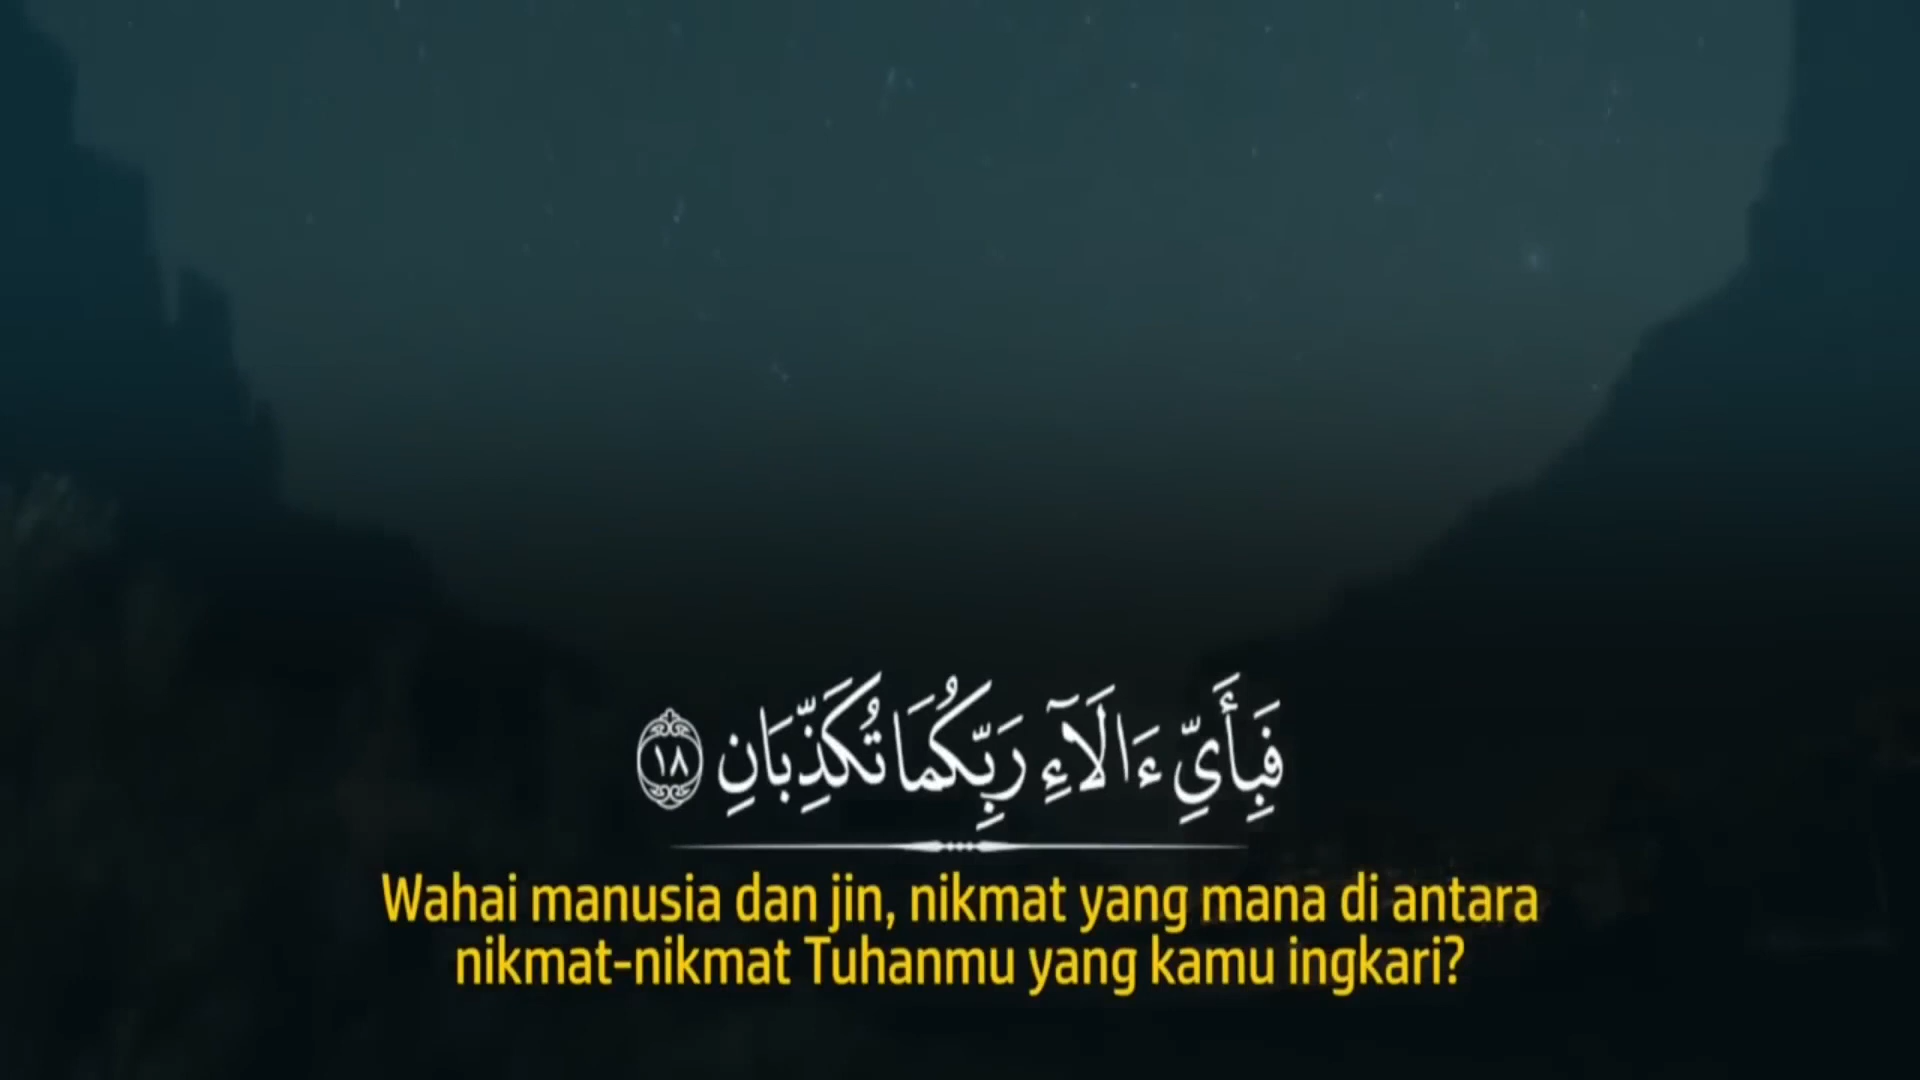 فَبِأَيِّ ءَالَآءِ رَبِّكُمَا تُكَذِّبَانِ ١٨
Wahai manusia dan jin, nikmat yang mana di antara
nikmat-nikmat Tuhanmu yang kamu ingkari?